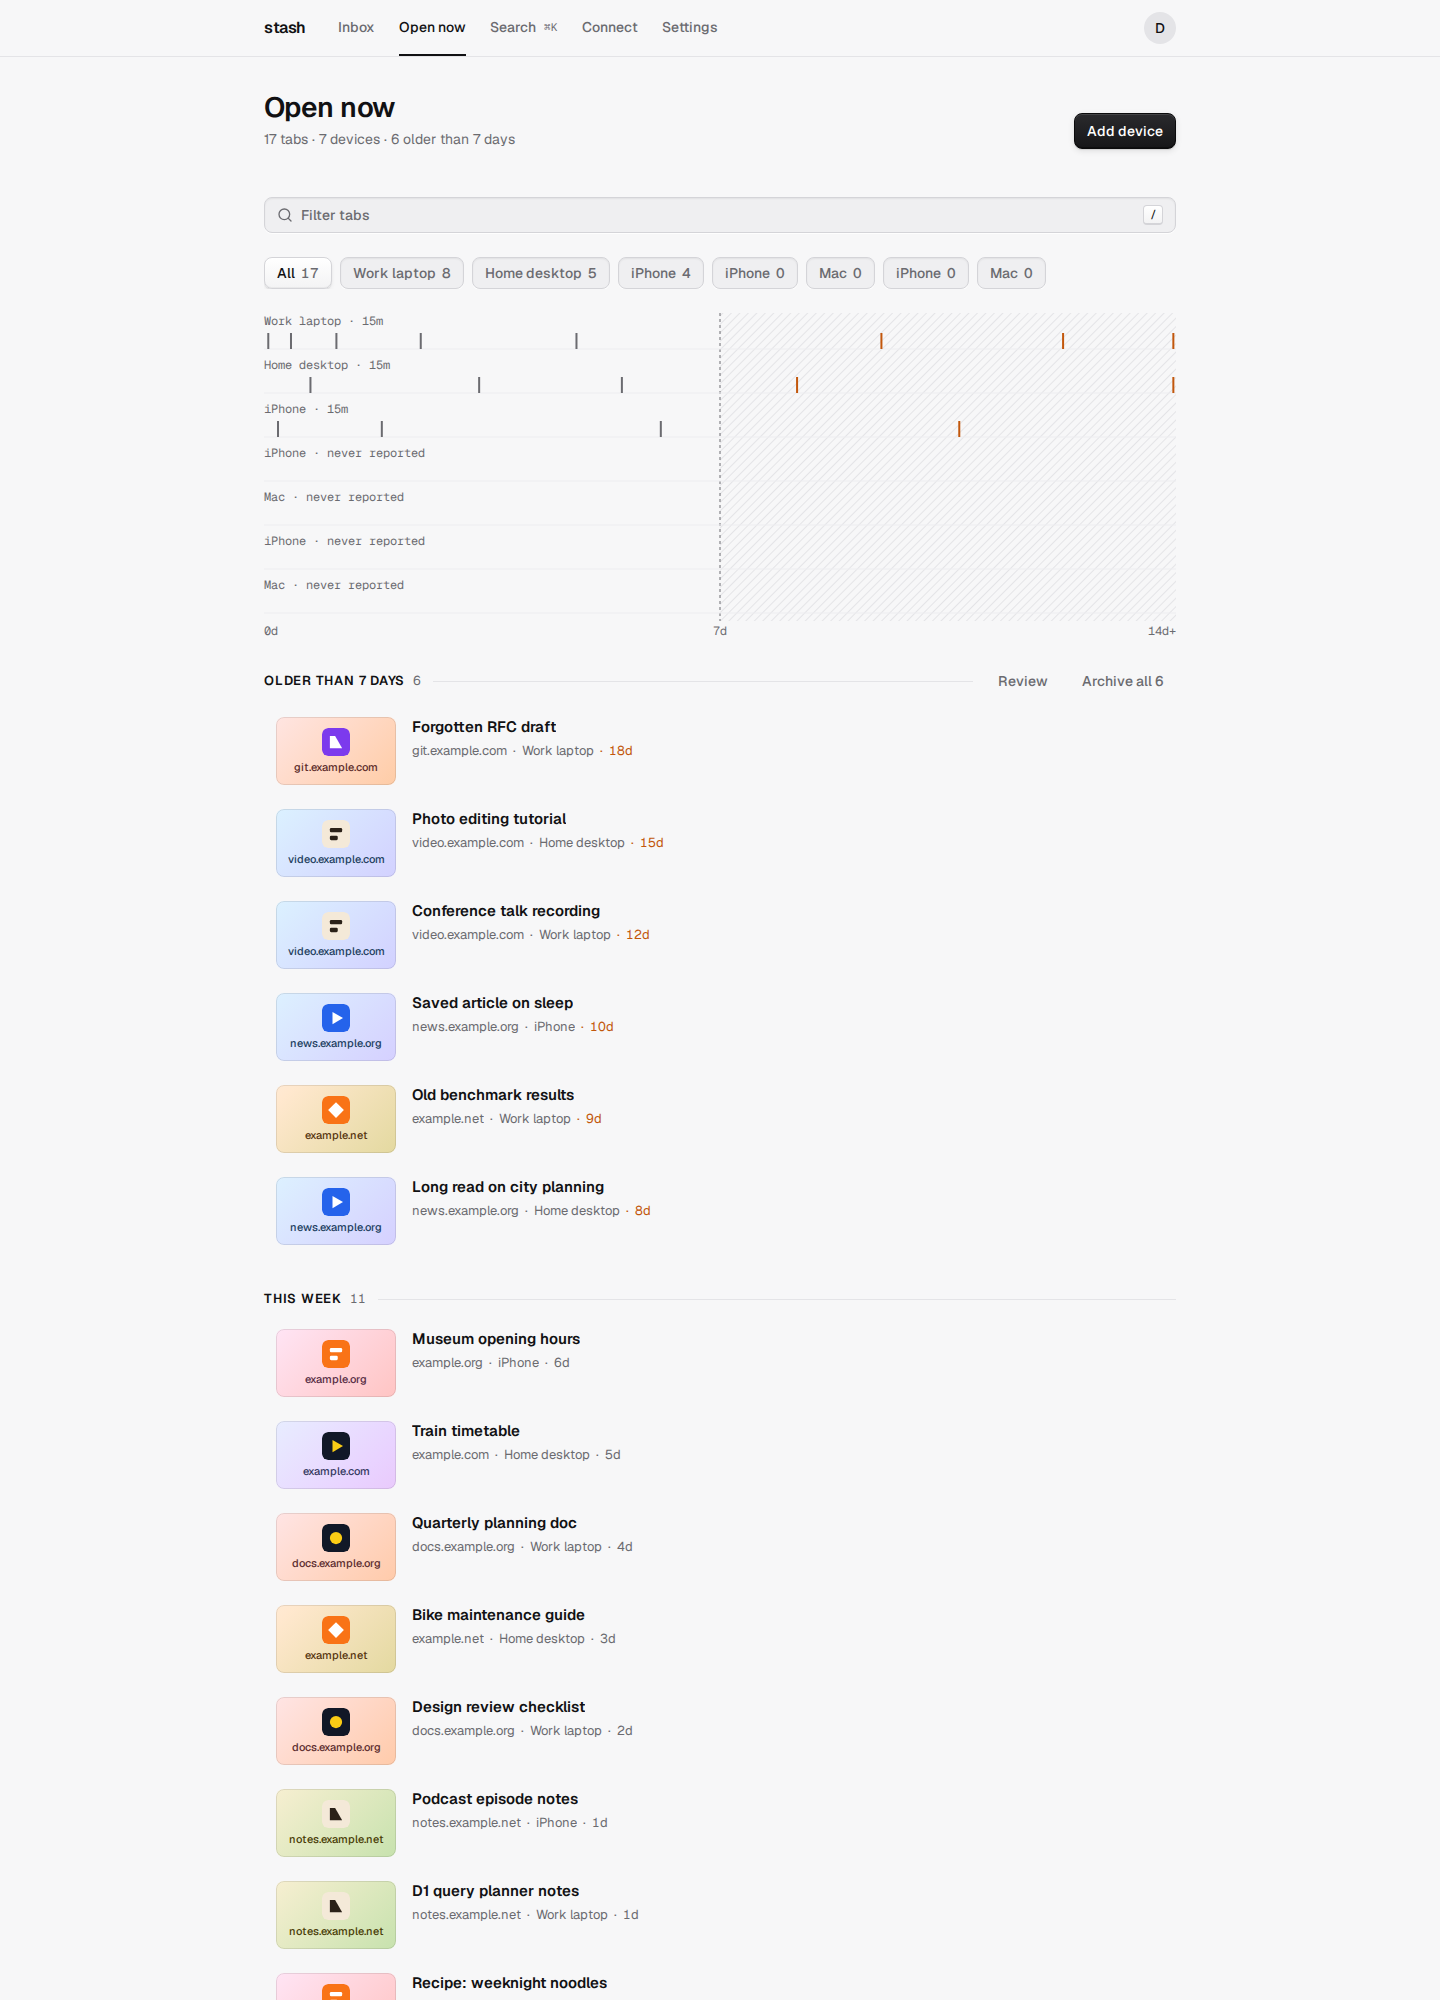 stash Inbox Open now Search ⌘K Connect Settings D
Open now
17 tabs · 7 devices · 6 older than 7 days
Add device
Filter tabs /
All 17 Work laptop 8 Home desktop 5 iPhone 4 iPhone 0 Mac 0 iPhone 0 Mac 0
Work laptop · 15m
Home desktop · 15m
iPhone · 15m
iPhone · never reported
Mac · never reported
iPhone · never reported
Mac · never reported
0d 7d 14d+
OLDER THAN 7 DAYS 6 Review Archive all 6
git.example.com
Forgotten RFC draft
git.example.com · Work laptop · 18d
video.example.com
Photo editing tutorial
video.example.com · Home desktop · 15d
video.example.com
Conference talk recording
video.example.com · Work laptop · 12d
news.example.org
Saved article on sleep
news.example.org · iPhone · 10d
example.net
Old benchmark results
example.net · Work laptop · 9d
news.example.org
Long read on city planning
news.example.org · Home desktop · 8d
THIS WEEK 11
example.org
Museum opening hours
example.org · iPhone · 6d
example.com
Train timetable
example.com · Home desktop · 5d
docs.example.org
Quarterly planning doc
docs.example.org · Work laptop · 4d
example.net
Bike maintenance guide
example.net · Home desktop · 3d
docs.example.org
Design review checklist
docs.example.org · Work laptop · 2d
notes.example.net
Podcast episode notes
notes.example.net · iPhone · 1d
notes.example.net
D1 query planner notes
notes.example.net · Work laptop · 1d
Recipe: weeknight noodles